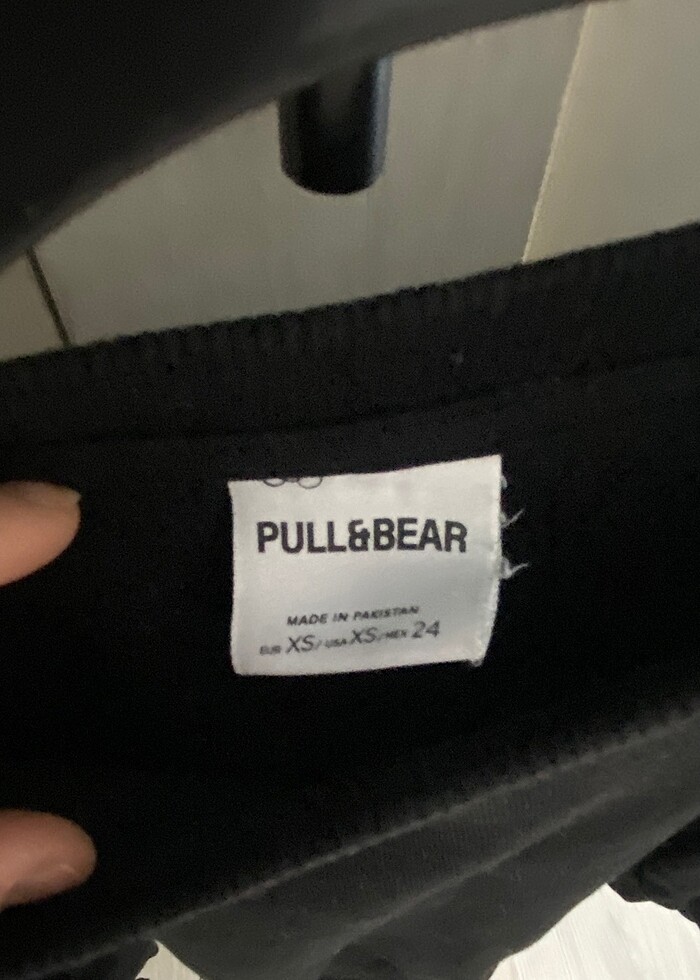 PULL&BEAR
MADE IN PAKISTAN
EUR XS/USA XS/MEX 24